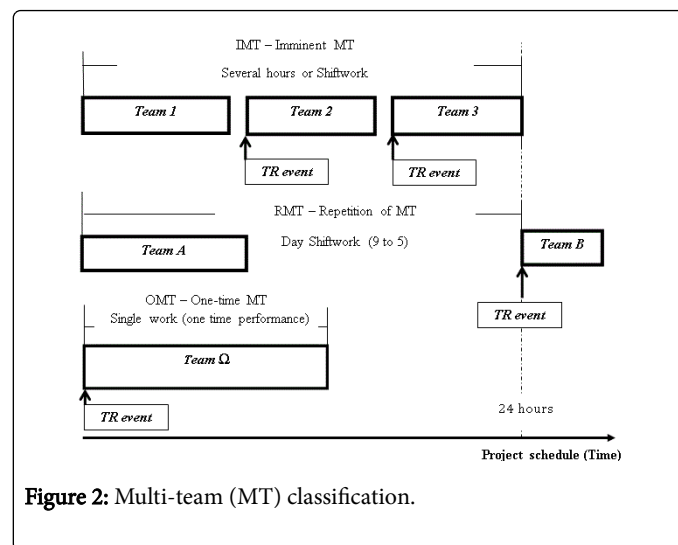 IMT – Imminent MT
Several hours or Shiftwork
Team 1
Team 2
Team 3
TR event
TR event
RMT – Repetition of MT
Team A
Day Shiftwork (9 to 5)
Team B
OMT – One-time MT
Single work (one time performance)
TR event
Team Ω
TR event
24 hours
Project schedule (Time)
Figure 2: Multi-team (MT) classification.